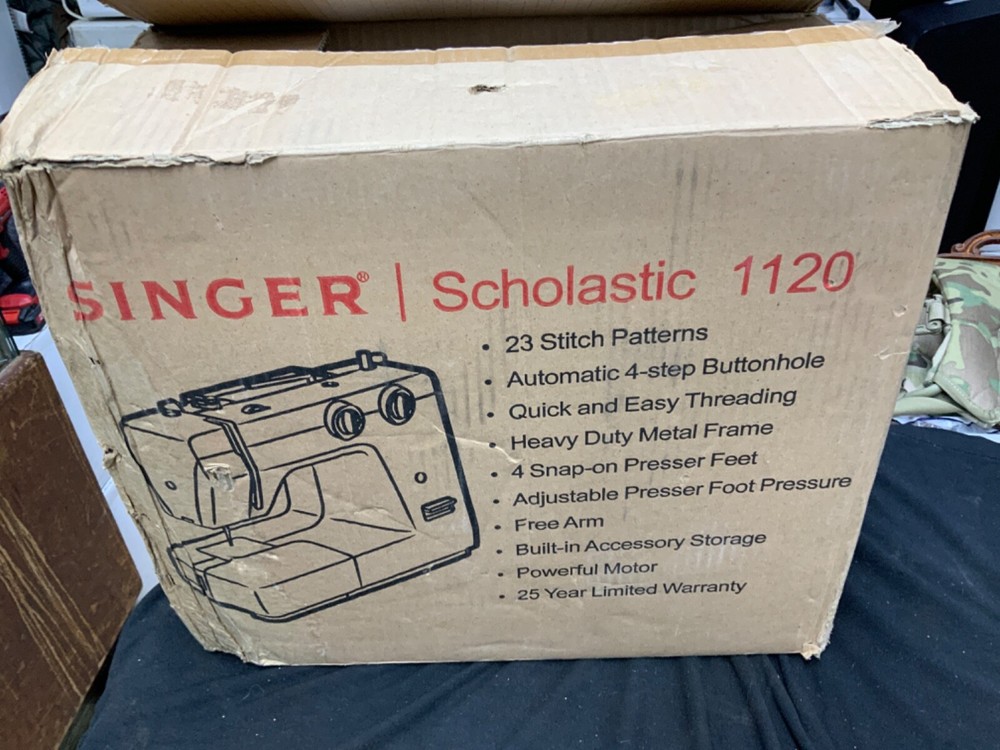 SINGER® | Scholastic 1120
• 23 Stitch Patterns
• Automatic 4-step Buttonhole
• Quick and Easy Threading
• Heavy Duty Metal Frame
• 4 Snap-on Presser Feet
• Adjustable Presser Foot Pressure
• Free Arm
• Built-in Accessory Storage
• Powerful Motor
• 25 Year Limited Warranty